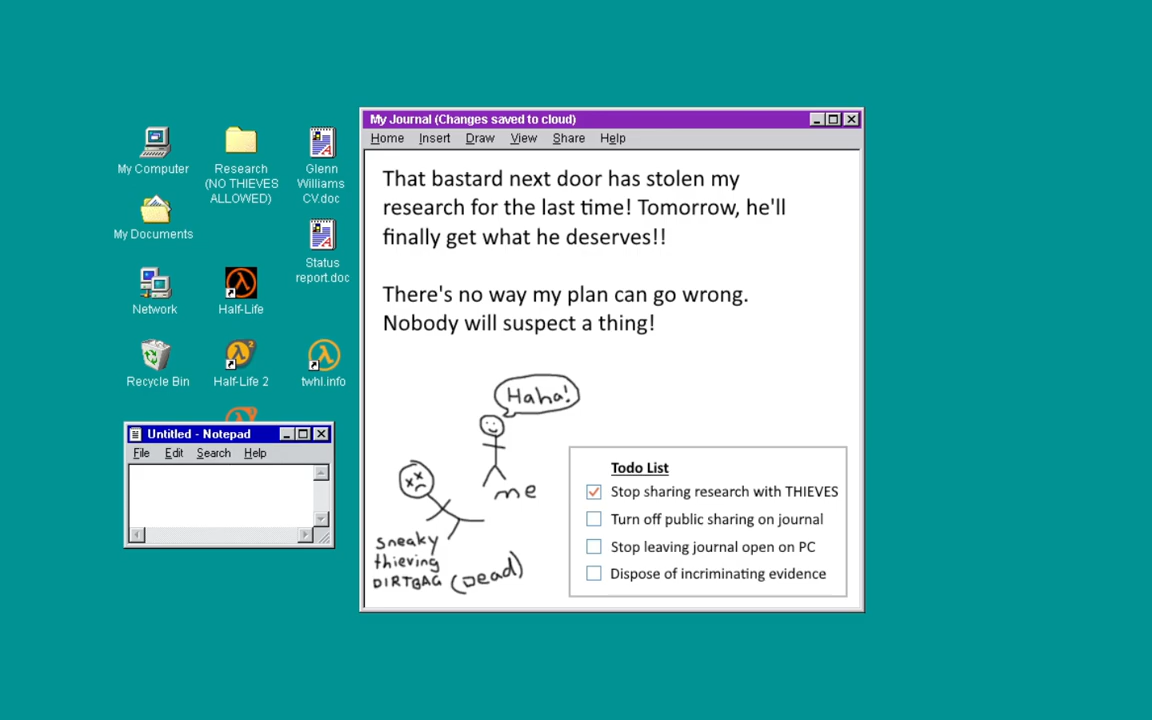 My Computer
Research
(NO THIEVES
ALLOWED)
Glenn
Williams
CV.doc
My Documents
Status
report.doc
Network
Half-Life
Recycle Bin
Half-Life 2
twhl.info
Untitled - Notepad
File Edit Search Help
My Journal (Changes saved to cloud)
Home Insert Draw View Share Help
That bastard next door has stolen my
research for the last time! Tomorrow, he'll
finally get what he deserves!!
There's no way my plan can go wrong.
Nobody will suspect a thing!
Haha!
me
sneaky
thieving
DIRTBAG (DEAD)
Todo List
Stop sharing research with THIEVES
Turn off public sharing on journal
Stop leaving journal open on PC
Dispose of incriminating evidence